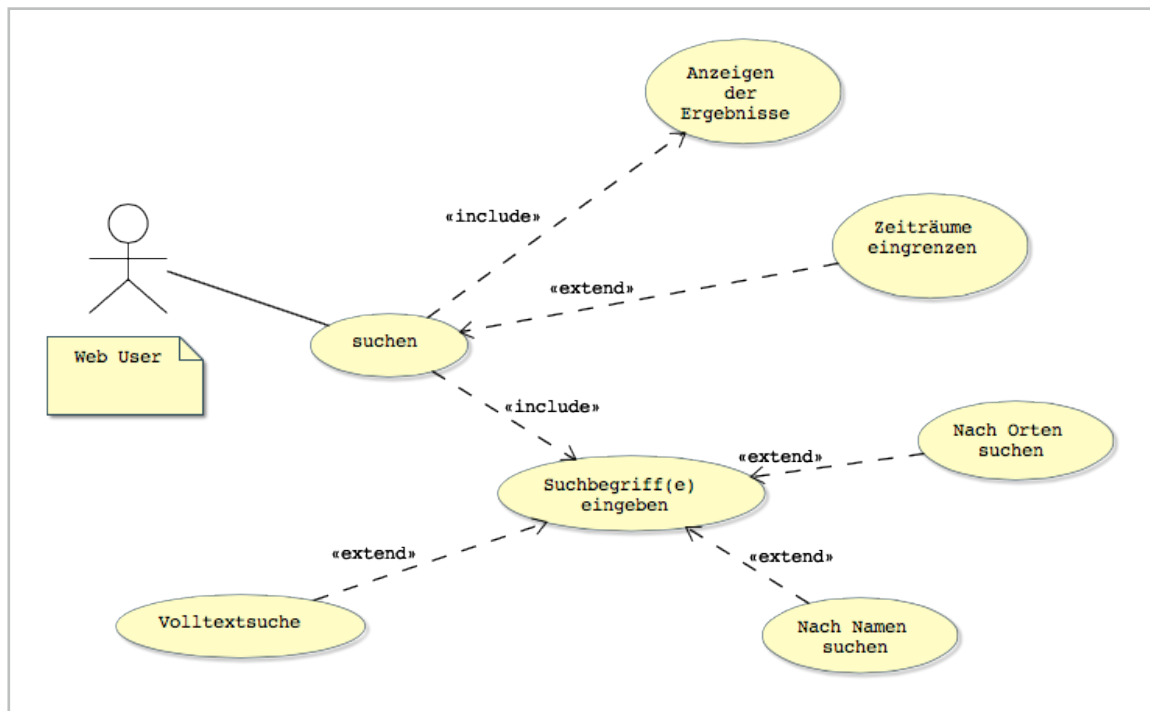 Anzeigen
der
Ergebnisse
«include»
Zeiträume
eingrenzen
«extend»
suchen
Web User
«include»
Nach Orten
suchen
«extend»
Suchbegriff(e)
eingeben
«extend»
«extend»
Volltextsuche
Nach Namen
suchen